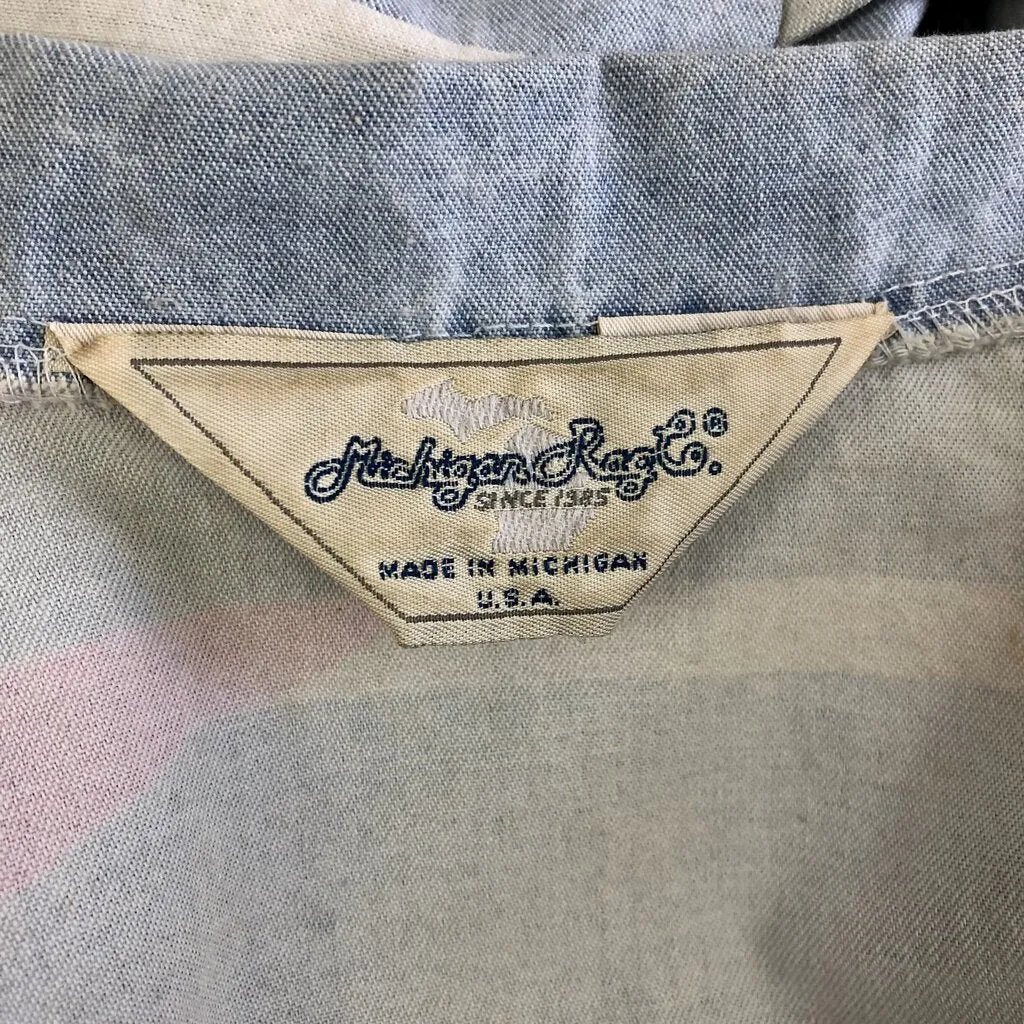 Michigan Rag Co.®
SINCE 1985
MADE IN MICHIGAN
U.S.A.